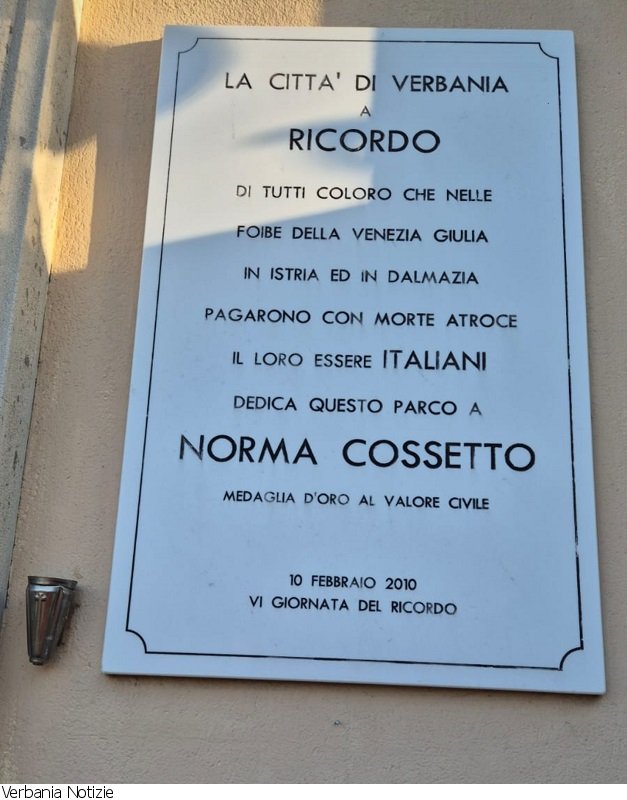 LA CITTA' DI VERBANIA
A
RICORDO
DI TUTTI COLORO CHE NELLE
FOIBE DELLA VENEZIA GIULIA
IN ISTRIA ED IN DALMAZIA
PAGARONO CON MORTE ATROCE
IL LORO ESSERE ITALIANI
DEDICA QUESTO PARCO A
NORMA COSSETTO
MEDAGLIA D'ORO AL VALORE CIVILE
10 FEBBRAIO 2010
VI GIORNATA DEL RICORDO
Verbania Notizie